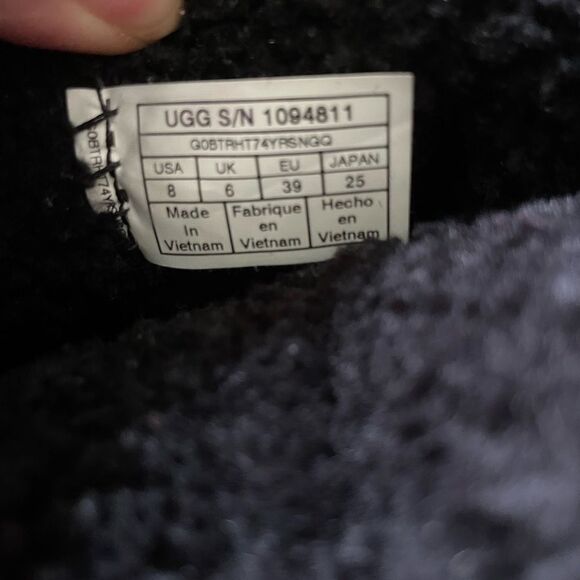 UGG S/N 1094811
G0BTRHT74YRSNGQ
USA UK EU JAPAN
8 6 39 25
Made In Vietnam
Fabrique en Vietnam
Hecho en Vietnam